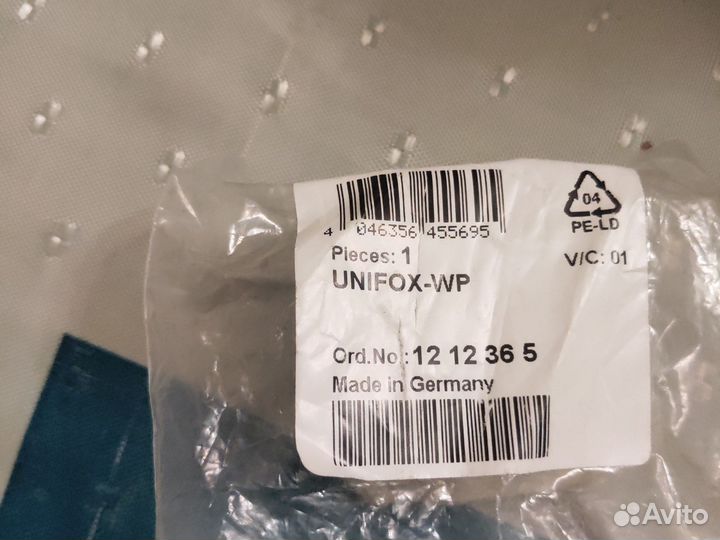 4 046356 455695
04
PE-LD
Pieces: 1
V/C: 01
UNIFOX-WP
Ord.No.: 12 12 36 5
Made in Germany
Avito